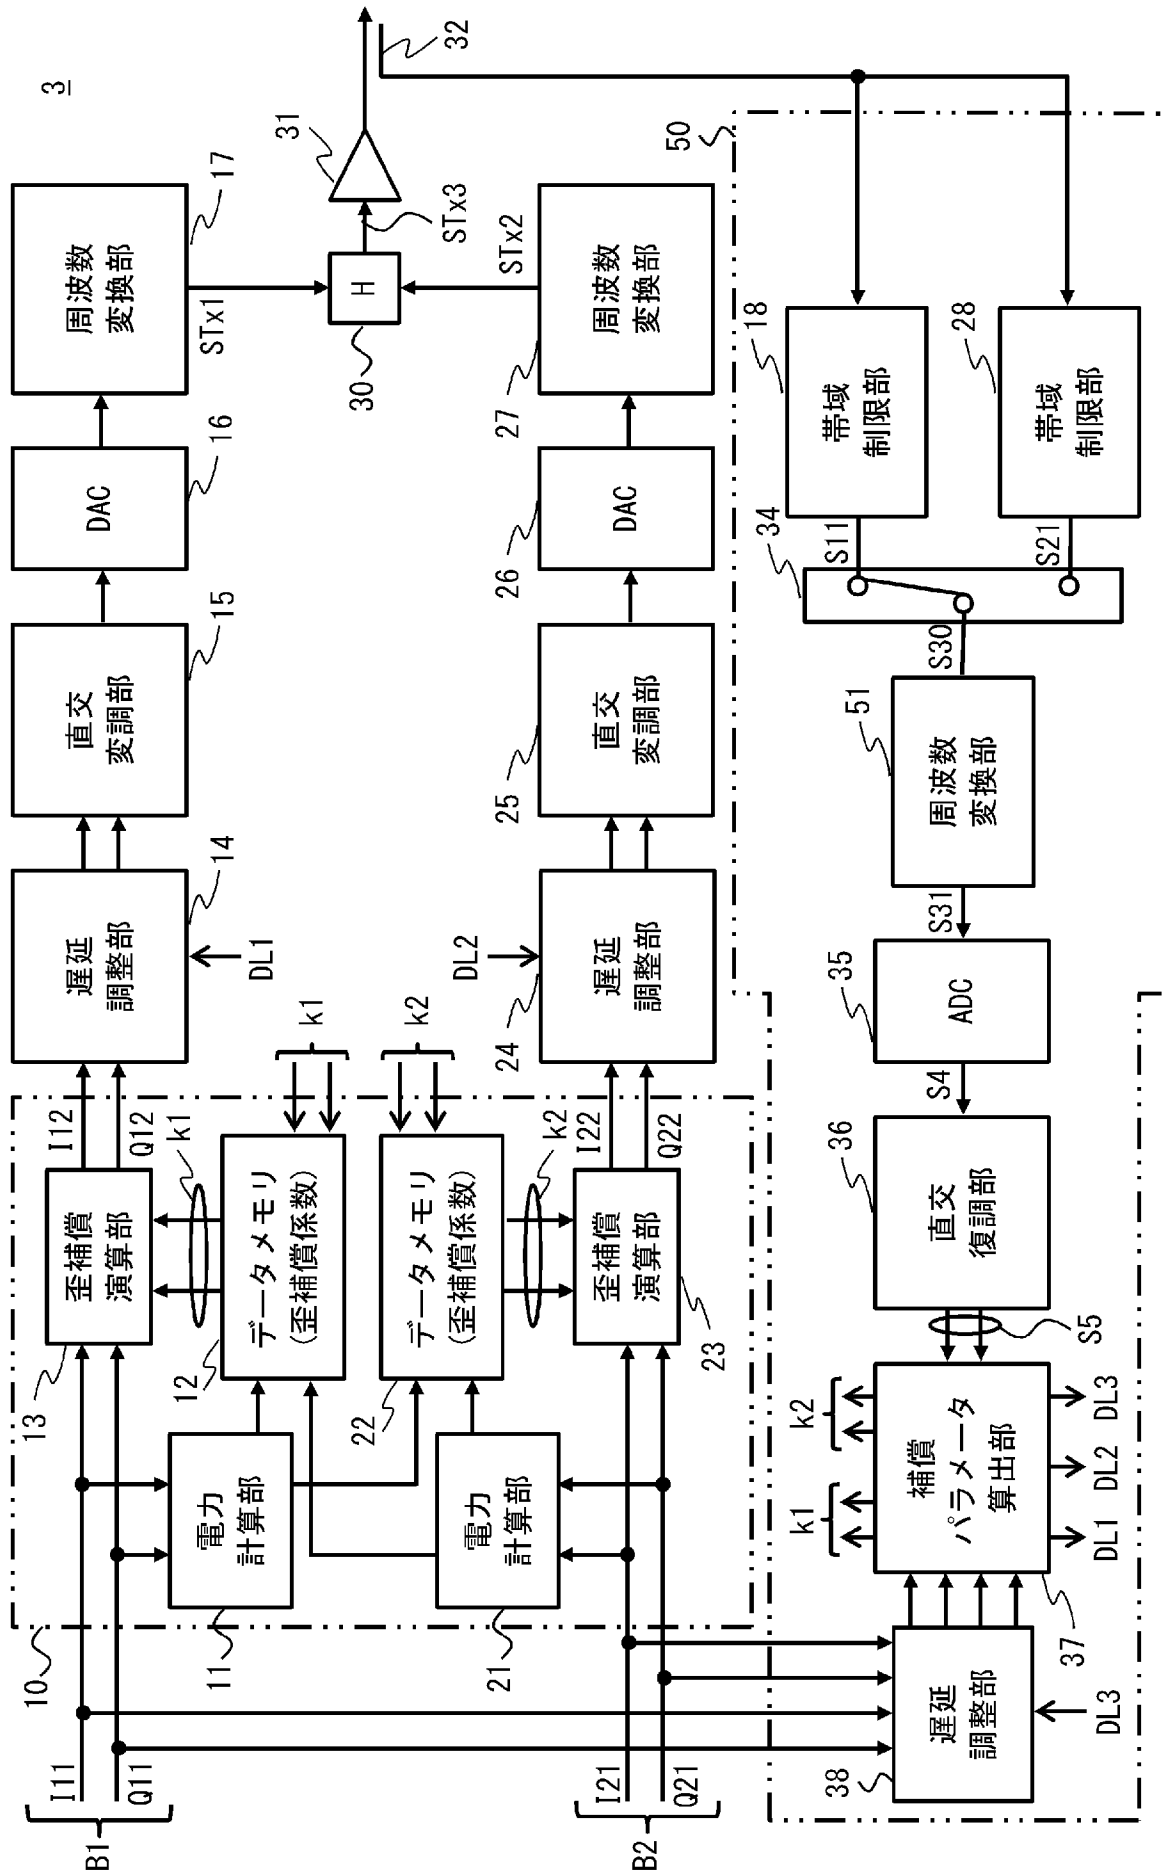 3
B1
I11
Q11
10
13
歪補償
演算部
I12
Q12
k1
遅延
調整部
14
DL1
直交
変調部
15
DAC
16
周波数
変換部
17
STx1
電力
計算部
11
12
データメモリ
(歪補償係数)
k1
22
データメモリ
(歪補償係数)
k2
電力
計算部
21
H
30
STx3
31
32
B2
I21
Q21
歪補償
演算部
23
k2
I22
Q22
遅延
調整部
24
DL2
直交
変調部
25
DAC
26
周波数
変換部
27
STx2
50
帯域
制限部
18
帯域
制限部
28
S11
S21
34
S30
周波数
変換部
51
S31
ADC
35
S4
直交
復調部
36
S5
補償
パラメータ
算出部
37
k1
k2
DL1
DL2
DL3
遅延
調整部
38
DL3